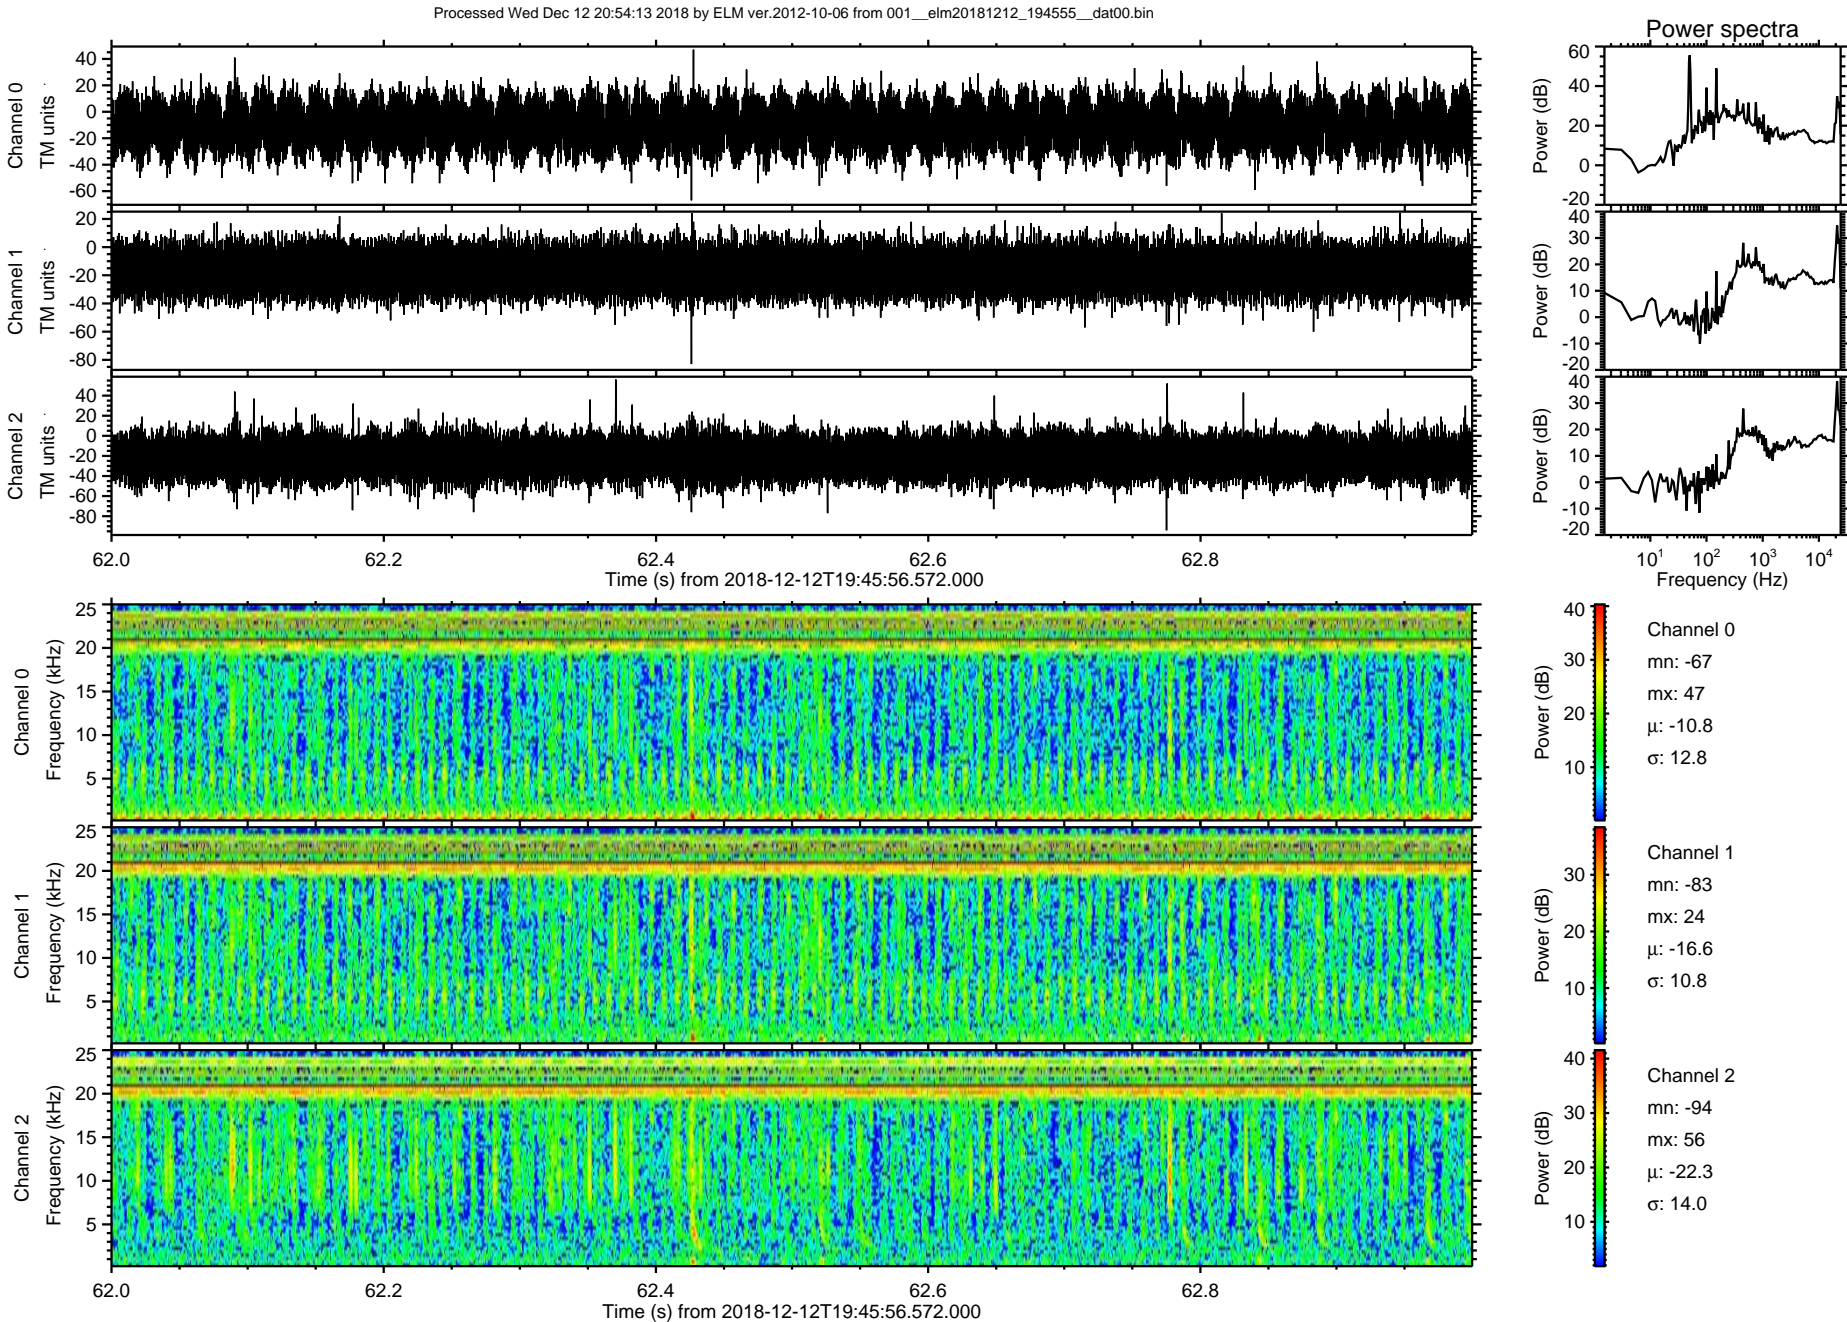 Processed Wed Dec 12 20:54:13 2018 by ELM ver.2012-10-06 from 001__elm20181212_194555__dat00.bin
Power spectra
Channel 0
TM units
40
20
0
-20
-40
-60
Power (dB)
60
40
20
0
-20
Channel 1
TM units
20
0
-20
-40
-60
-80
Power (dB)
40
30
20
10
0
-10
-20
Channel 2
TM units
40
20
0
-20
-40
-60
-80
Power (dB)
40
30
20
10
0
-10
-20
62.0 62.2 62.4 62.6 62.8
Time (s) from 2018-12-12T19:45:56.572.000
10¹ 10² 10³ 10⁴
Frequency (Hz)
Channel 0
Frequency (kHz)
25
20
15
10
5
Power (dB)
40
30
20
10
Channel 0
mn: -67
mx: 47
μ: -10.8
σ: 12.8
Channel 1
Frequency (kHz)
25
20
15
10
5
Power (dB)
30
20
10
Channel 1
mn: -83
mx: 24
μ: -16.6
σ: 10.8
Channel 2
Frequency (kHz)
25
20
15
10
5
Power (dB)
40
30
20
10
Channel 2
mn: -94
mx: 56
μ: -22.3
σ: 14.0
62.0 62.2 62.4 62.6 62.8
Time (s) from 2018-12-12T19:45:56.572.000